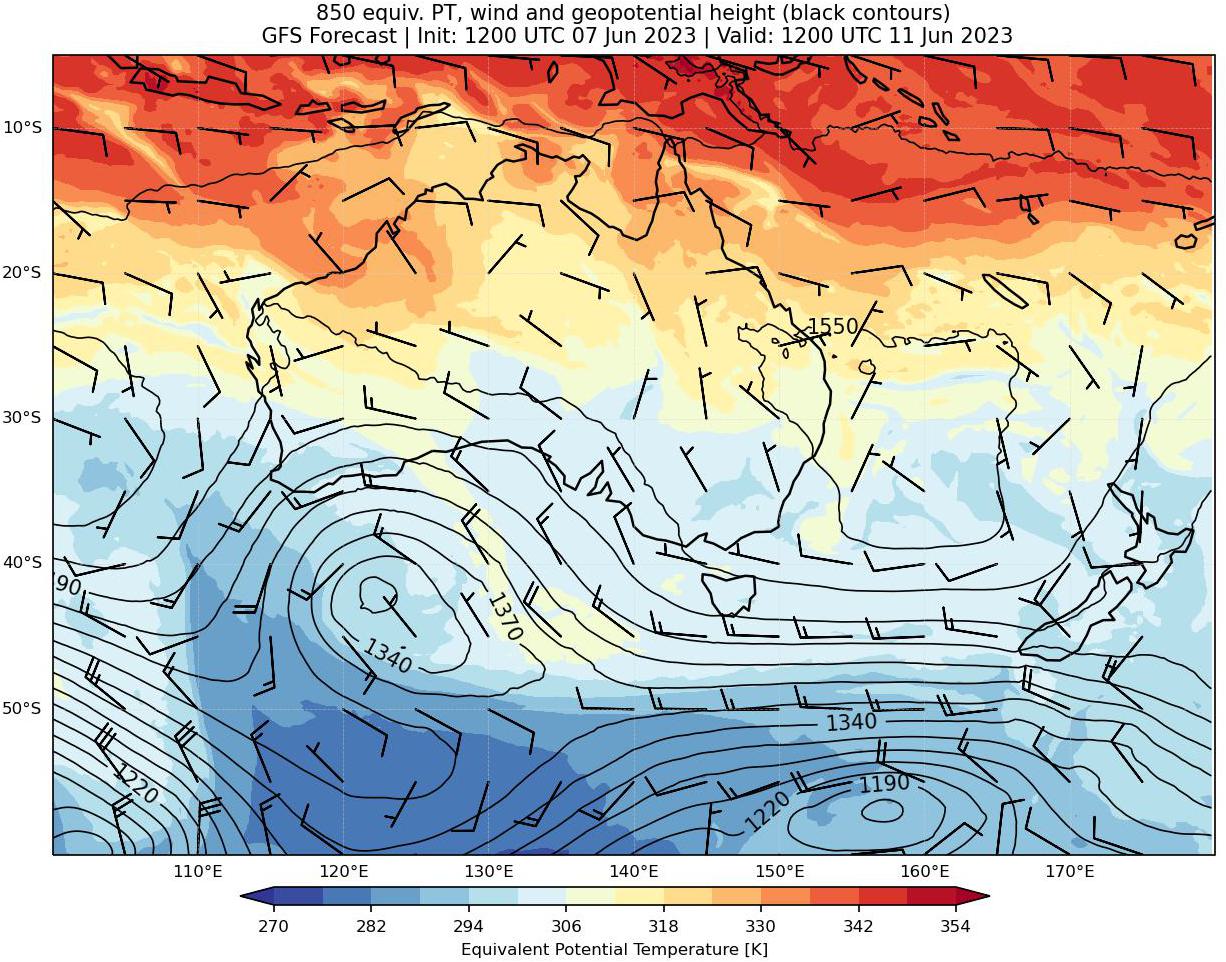 850 equiv. PT, wind and geopotential height (black contours)
GFS Forecast | Init: 1200 UTC 07 Jun 2023 | Valid: 1200 UTC 11 Jun 2023
10°S
20°S
1550
30°S
40°S
90
1370
1340
50°S
1340
1220
1190
1220
110°E 120°E 130°E 140°E 150°E 160°E 170°E
270 282 294 306 318 330 342 354
Equivalent Potential Temperature [K]